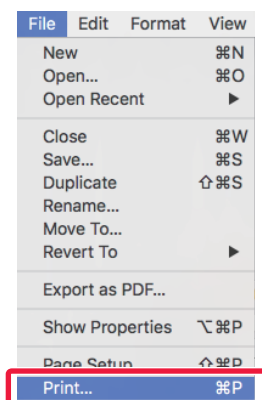 File Edit Format View
New ⌘N
Open... ⌘O
Open Recent ▶
Close ⌘W
Save... ⌘S
Duplicate ⇧⌘S
Rename...
Move To...
Revert To ▶
Export as PDF...
Show Properties ⌥⌘P
Page Setup ⇧⌘P
Print... ⌘P